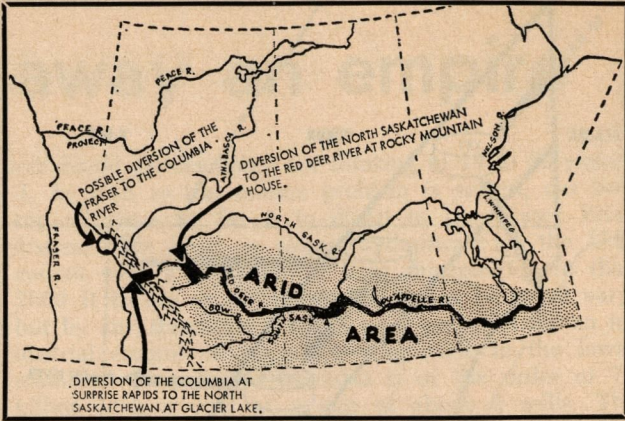 PEACE R.
PEACE R.
PROJECT
ATHABASCA R.
POSSIBLE DIVERSION OF THE
FRASER TO THE COLUMBIA
RIVER
DIVERSION OF THE NORTH SASKATCHEWAN
TO THE RED DEER RIVER AT ROCKY MOUNTAIN
HOUSE.
NELSON R.
L. WINNIPEG
FRASER R.
NORTH SASK. R.
RED DEER R.
ARID
AREA
BOW
SOUTH SASK.
QU'APPELLE R.
DIVERSION OF THE COLUMBIA AT
SURPRISE RAPIDS TO THE NORTH
SASKATCHEWAN AT GLACIER LAKE.